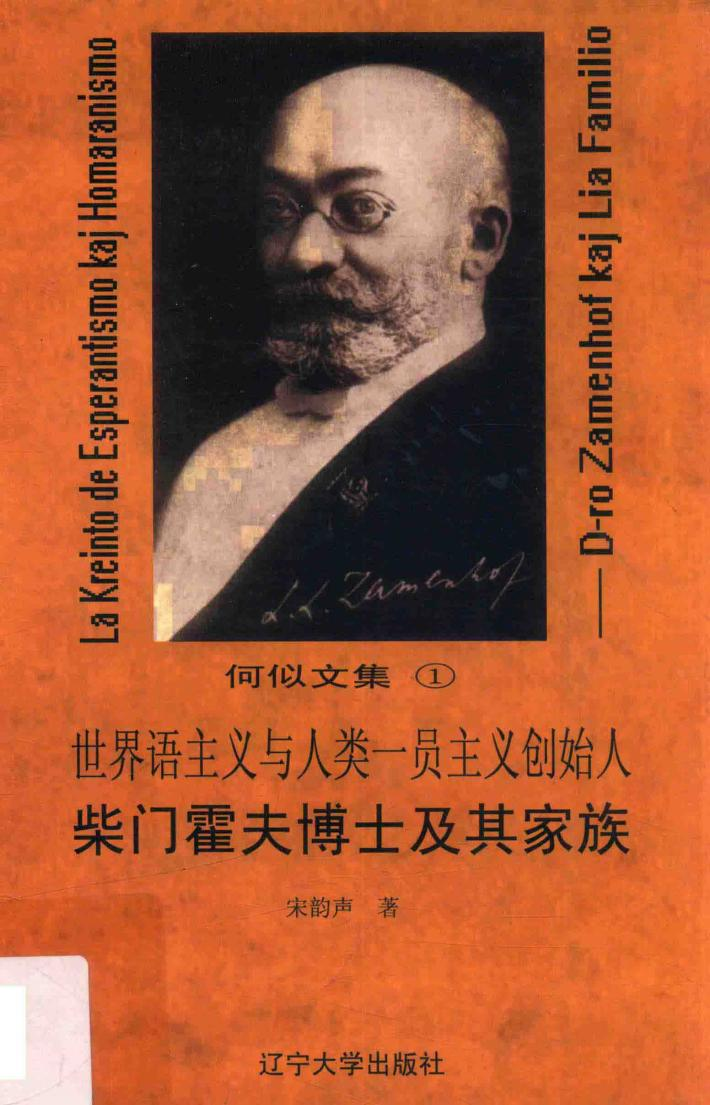 La Kreinto de Esperantismo kaj Homaranismo
— D-ro Zamenhof kaj Lia Familio
L. L. Zamenhof
何似文集 ①
世界语主义与人类一员主义创始人
柴门霍夫博士及其家族
宋韵声 著
辽宁大学出版社